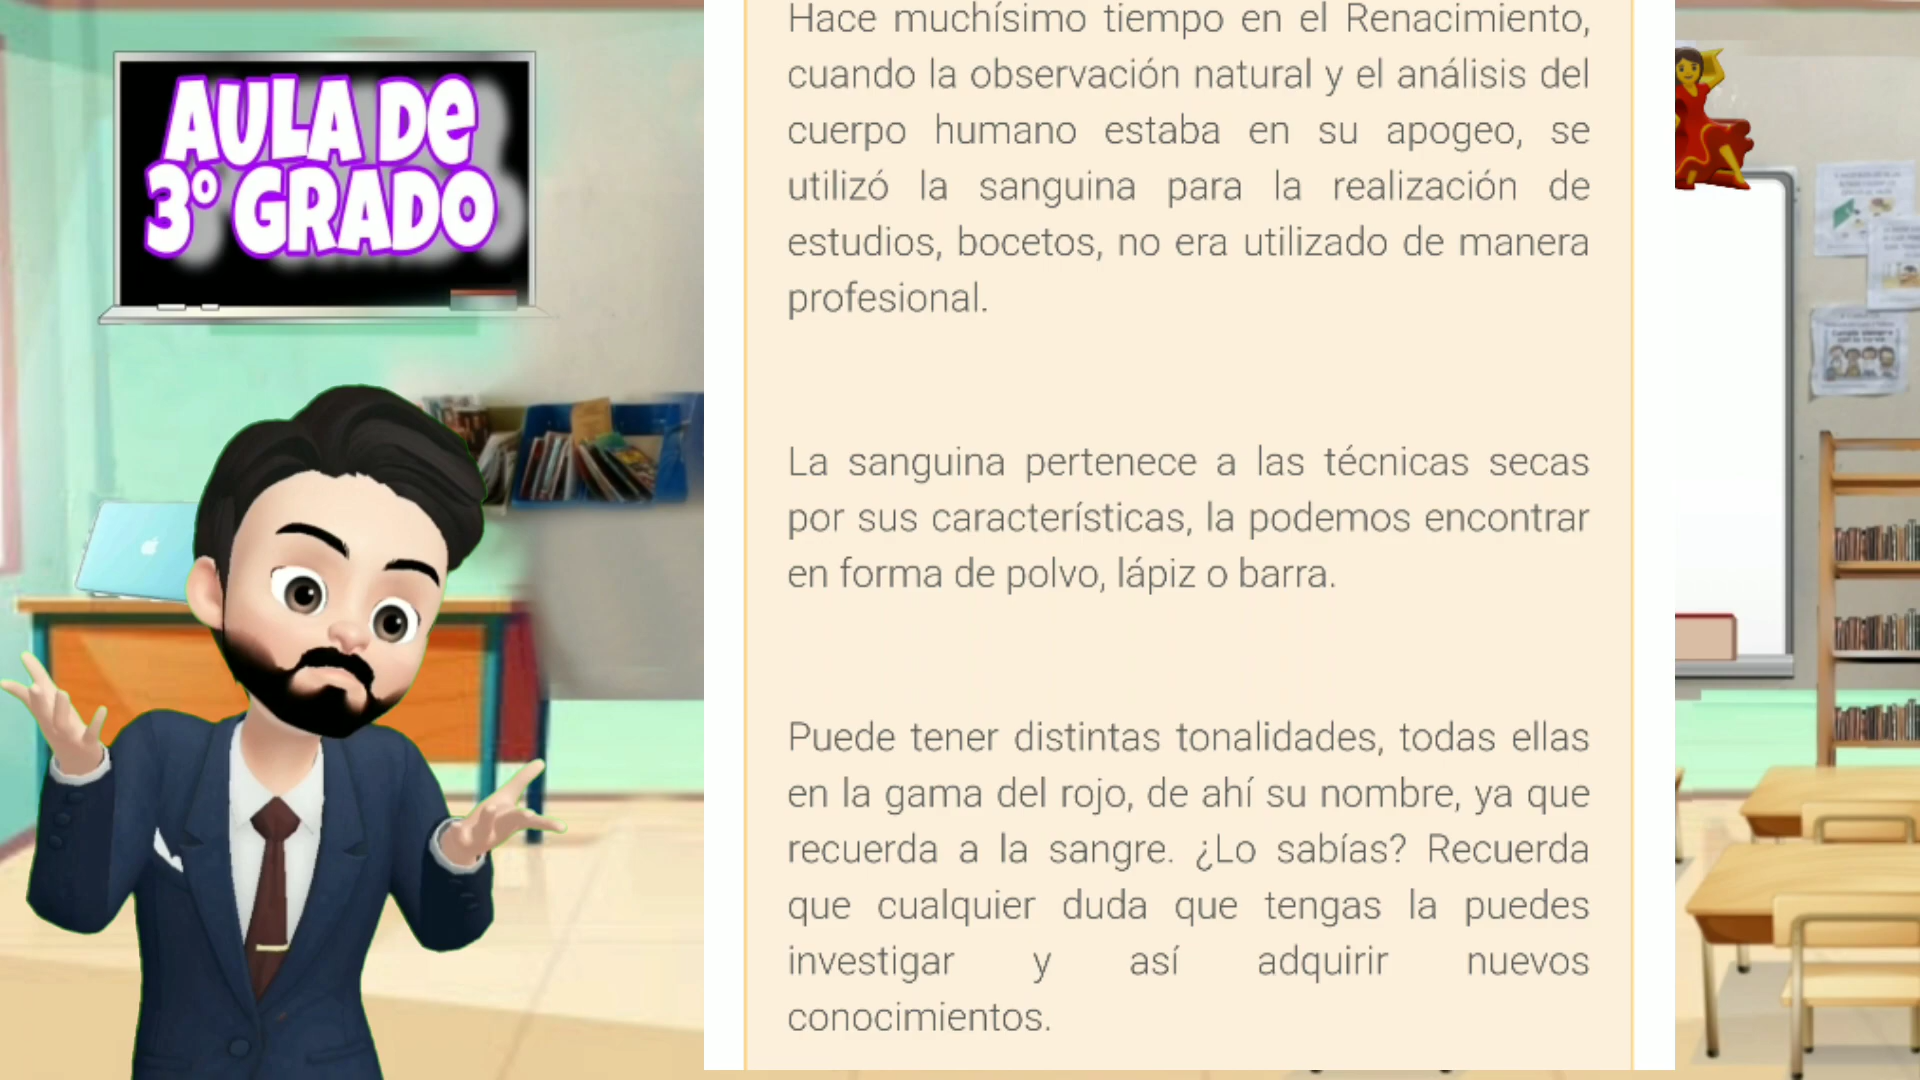 AULA De
3º GRADO
Hace muchísimo tiempo en el Renacimiento,
cuando la observación natural y el análisis del
cuerpo humano estaba en su apogeo, se
utilizó la sanguina para la realización de
estudios, bocetos, no era utilizado de manera
profesional.
La sanguina pertenece a las técnicas secas
por sus características, la podemos encontrar
en forma de polvo, lápiz o barra.
Puede tener distintas tonalidades, todas ellas
en la gama del rojo, de ahí su nombre, ya que
recuerda a la sangre. ¿Lo sabías? Recuerda
que cualquier duda que tengas la puedes
investigar y así adquirir nuevos
conocimientos.